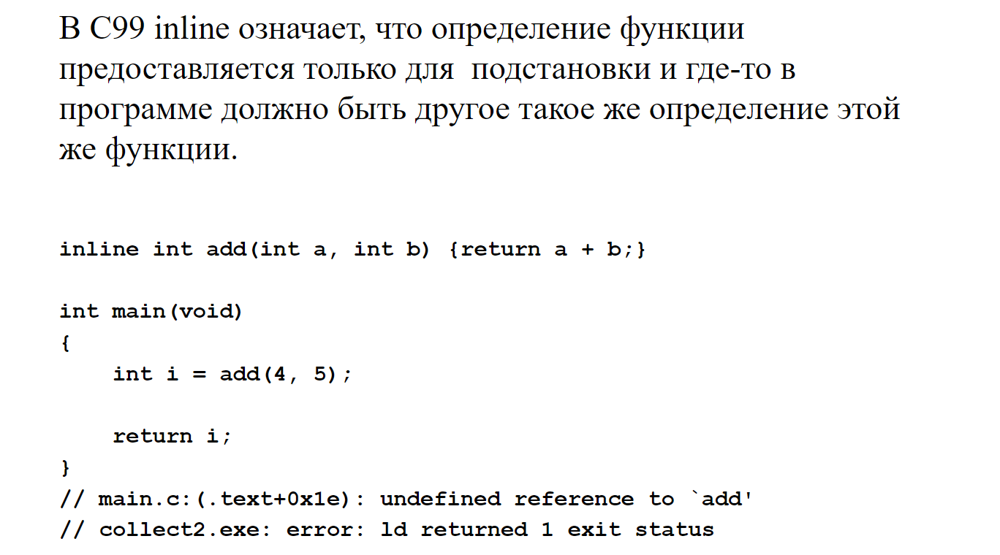 В C99 inline означает, что определение функции
предоставляется только для  подстановки и где-то в
программе должно быть другое такое же определение этой
же функции.
inline int add(int a, int b) {return a + b;}
int main(void)
{
    int i = add(4, 5);
    return i;
}
// main.c:(.text+0x1e): undefined reference to `add'
// collect2.exe: error: ld returned 1 exit status